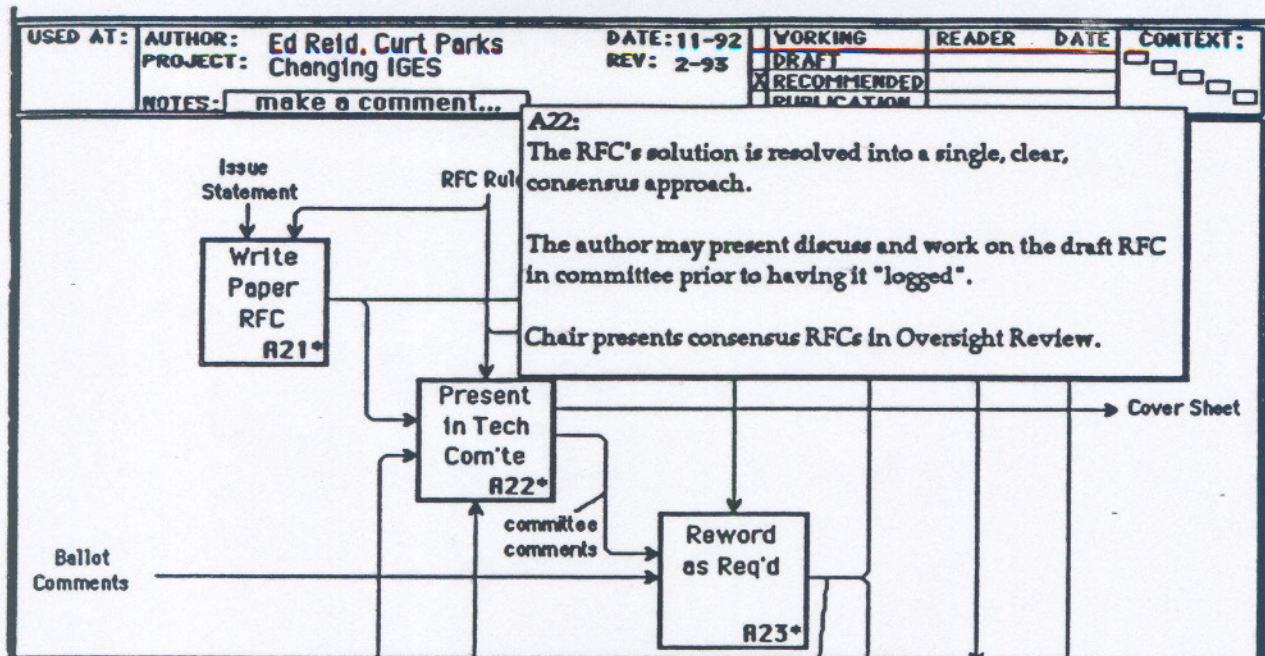 USED AT:
AUTHOR: Ed Reid, Curt Parks
PROJECT: Changing IGES
NOTES: make a comment...
DATE: 11-92
REV: 2-93
WORKING
DRAFT
X RECOMMENDED
PUBLICATION
READER DATE
CONTEXT:
A22:
The RFC's solution is resolved into a single, clear,
consensus approach.
The author may present discuss and work on the draft RFC
in committee prior to having it "logged".
Chair presents consensus RFCs in Oversight Review.
Issue
Statement
RFC
Write
Paper
RFC
A21*
Present
in Tech
Com'te
A22*
Cover Sheet
committee
comments
Reword
as Req'd
A23*
Ballot
Comments